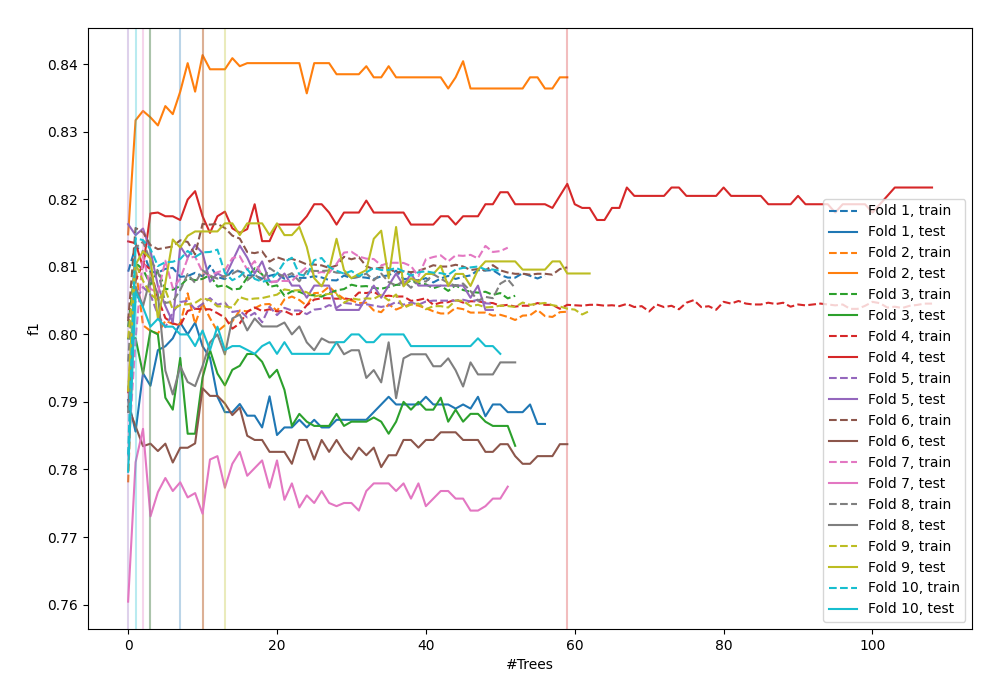 0.84
0.83
0.82
0.81
0.80
0.79
0.78
0.77
0.76
f1
0
20
40
60
80
100
#Trees
Fold 1, train
Fold 1, test
Fold 2, train
Fold 2, test
Fold 3, train
Fold 3, test
Fold 4, train
Fold 4, test
Fold 5, train
Fold 5, test
Fold 6, train
Fold 6, test
Fold 7, train
Fold 7, test
Fold 8, train
Fold 8, test
Fold 9, train
Fold 9, test
Fold 10, train
Fold 10, test